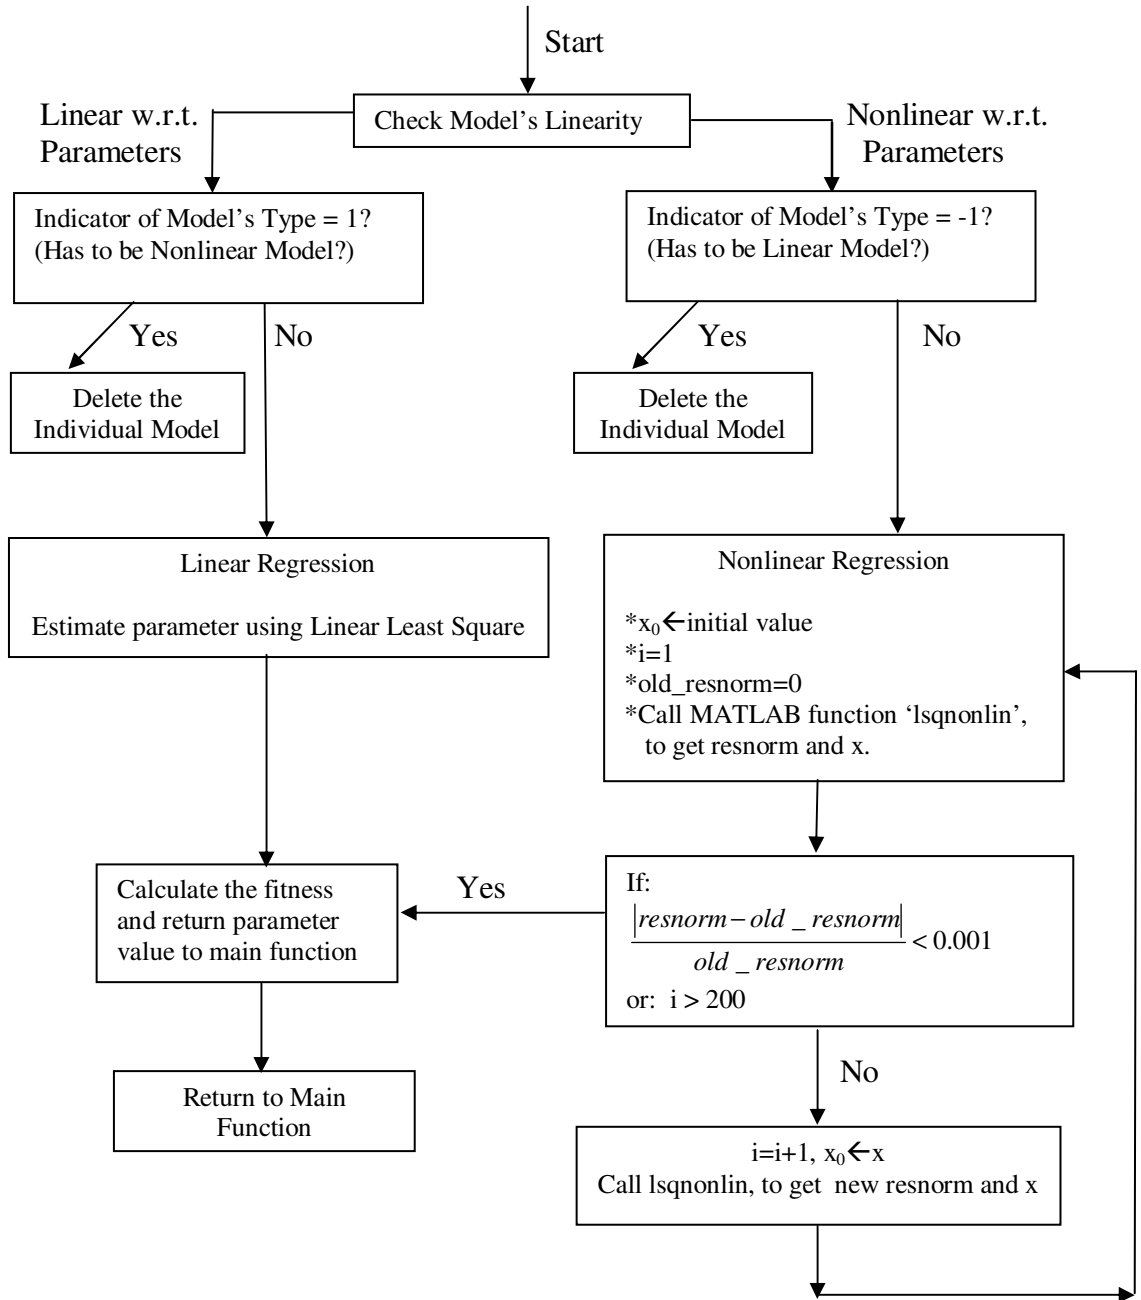 Start
Check Model's Linearity
Linear w.r.t.
Parameters
Nonlinear w.r.t.
Parameters
Indicator of Model's Type = 1?
(Has to be Nonlinear Model?)
Indicator of Model's Type = -1?
(Has to be Linear Model?)
Yes
No
Yes
No
Delete the
Individual Model
Delete the
Individual Model
Linear Regression
Estimate parameter using Linear Least Square
Nonlinear Regression
*x₀←initial value
*i=1
*old_resnorm=0
*Call MATLAB function 'lsqnonlin',
to get resnorm and x.
Calculate the fitness
and return parameter
value to main function
Yes
If:
|resnorm − old _ resnorm|
old _ resnorm
< 0.001
or: i > 200
No
Return to Main
Function
i=i+1, x₀←x
Call lsqnonlin, to get new resnorm and x